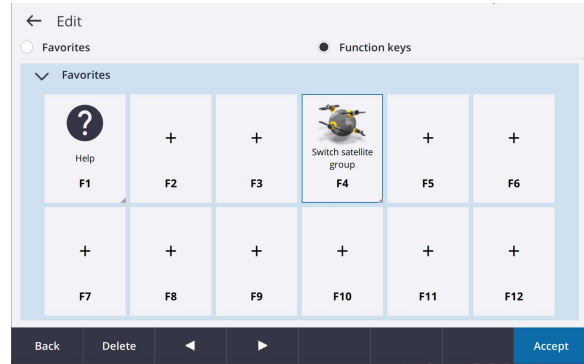 Edit
Favorites
Function keys
Favorites
Help
F1
+
F2
+
F3
Switch satellite
group
F4
+
F5
+
F6
+
F7
+
F8
+
F9
+
F10
+
F11
+
F12
Back
Delete
Accept